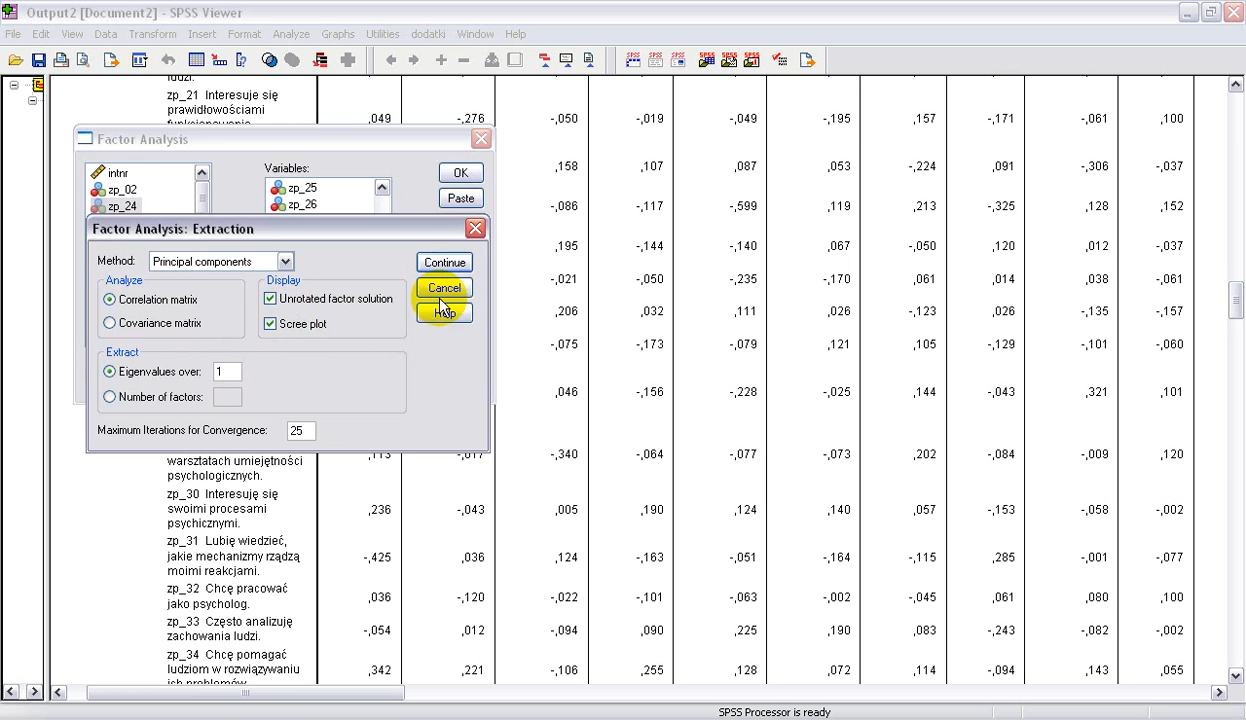 Output2 [Document2] - SPSS Viewer
File Edit View Data Transform Insert Format Analyze Graphs Utilities dodatki Window Help
ludzi.
zp_21 Interesuje się
prawidłowościami
funkcjonowania
,049 -,276 -,050 -,019 -,049 -,195 ,157 -,171 -,061 ,100
Factor Analysis
Variables:
intnr
zp_02
zp_24
zp_25
zp_26
OK
Paste
,158 ,107 ,087 ,053 -,224 ,091 -,306 -,037
-,086 -,117 -,599 ,119 ,213 -,325 ,128 ,152
Factor Analysis: Extraction
Method: Principal components
Continue
Cancel
Help
Analyze
Correlation matrix
Covariance matrix
Display
Unrotated factor solution
Scree plot
Extract
Eigenvalues over: 1
Number of factors:
Maximum Iterations for Convergence: 25
,195 -,144 -,140 ,067 -,050 ,120 ,012 -,037
-,021 -,050 -,235 -,170 ,061 ,014 ,038 -,061
,206 ,032 ,111 ,026 -,123 ,026 -,135 -,157
-,075 -,173 -,079 ,121 ,105 -,129 -,101 -,060
,046 -,156 -,228 -,025 ,144 -,043 ,321 ,101
warsztatach umiejętności
psychologicznych.
,113 -,017 -,340 -,064 -,077 -,073 ,202 -,084 -,009 ,120
zp_30 Interesuję się
swoimi procesami
psychicznymi.
,236 -,043 ,005 ,190 ,124 ,140 ,057 -,153 -,058 -,002
zp_31 Lubię wiedzieć,
jakie mechanizmy rządzą
moimi reakcjami.
-,425 ,036 ,124 -,163 -,051 -,164 -,115 ,285 -,001 -,077
zp_32 Chcę pracować
jako psycholog.
,036 -,120 -,022 -,101 -,063 -,002 -,045 ,061 ,080 ,100
zp_33 Często analizuję
zachowania ludzi.
-,054 ,012 -,094 ,090 ,225 ,190 ,083 -,243 -,082 -,002
zp_34 Chcę pomagać
ludziom w rozwiązywaniu
ich problemów
,342 ,221 -,106 ,255 ,128 ,072 ,114 -,094 ,143 ,055
SPSS Processor is ready